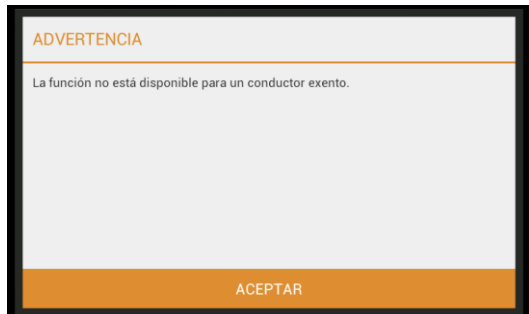 ADVERTENCIA
La función no está disponible para un conductor exento.
ACEPTAR